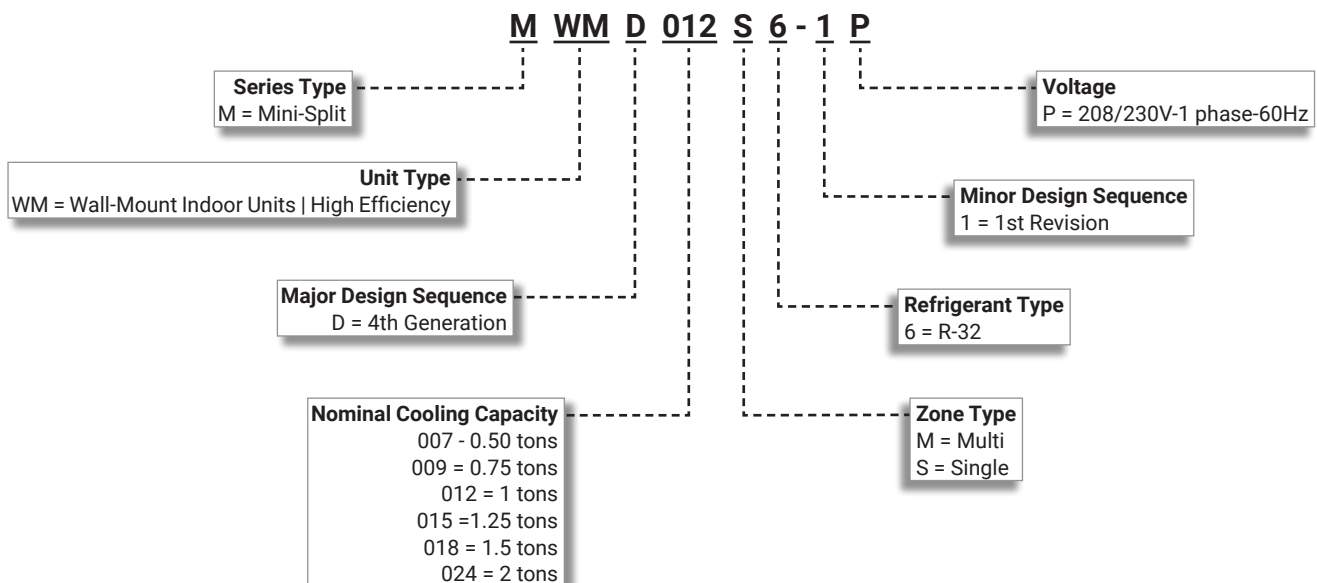 M WM D 012 S 6 - 1 P
Series Type
M = Mini-Split
Voltage
P = 208/230V-1 phase-60Hz
Unit Type
WM = Wall-Mount Indoor Units | High Efficiency
Minor Design Sequence
1 = 1st Revision
Major Design Sequence
D = 4th Generation
Refrigerant Type
6 = R-32
Nominal Cooling Capacity
007 - 0.50 tons
009 = 0.75 tons
012 = 1 tons
015 =1.25 tons
018 = 1.5 tons
024 = 2 tons
Zone Type
M = Multi
S = Single